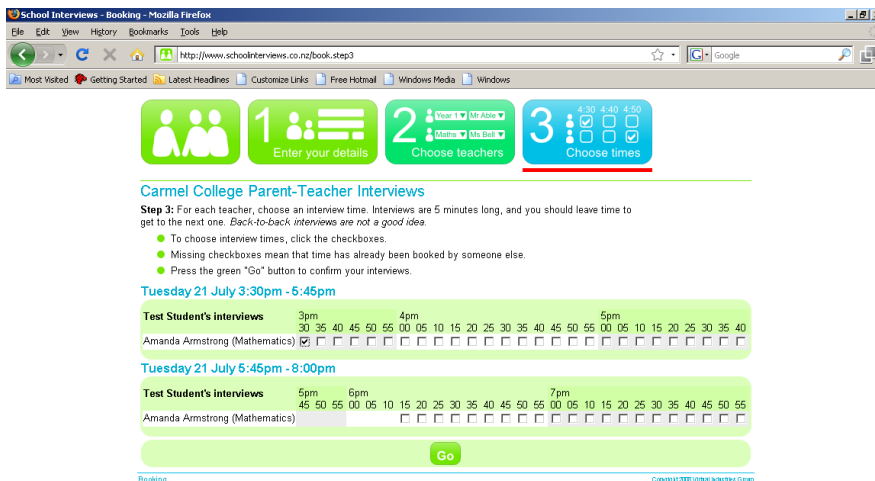 School Interviews - Booking - Mozilla Firefox
File Edit View History Bookmarks Tools Help
http://www.schoolinterviews.co.nz/book.step3
Google
Most Visited Getting Started Latest Headlines Customize Links Free Hotmail Windows Media Windows
1 Enter your details
2 Year 1 Mr Able
Maths Ms Bell
Choose teachers
3 4:30 4:40 4:50
Choose times
Carmel College Parent-Teacher Interviews
Step 3: For each teacher, choose an interview time. Interviews are 5 minutes long, and you should leave time to
get to the next one. Back-to-back interviews are not a good idea.
To choose interview times, click the checkboxes.
Missing checkboxes mean that time has already been booked by someone else.
Press the green "Go" button to confirm your interviews.
Tuesday 21 July 3:30pm - 5:45pm
Test Student's interviews 3pm 4pm 5pm
30 35 40 45 50 55 00 05 10 15 20 25 30 35 40 45 50 55 00 05 10 15 20 25 30 35 40
Amanda Armstrong (Mathematics)
Tuesday 21 July 5:45pm - 8:00pm
Test Student's interviews 5pm 6pm 7pm
45 50 55 00 05 10 15 20 25 30 35 40 45 50 55 00 05 10 15 20 25 30 35 40 45 50 55
Amanda Armstrong (Mathematics)
Go
Booking